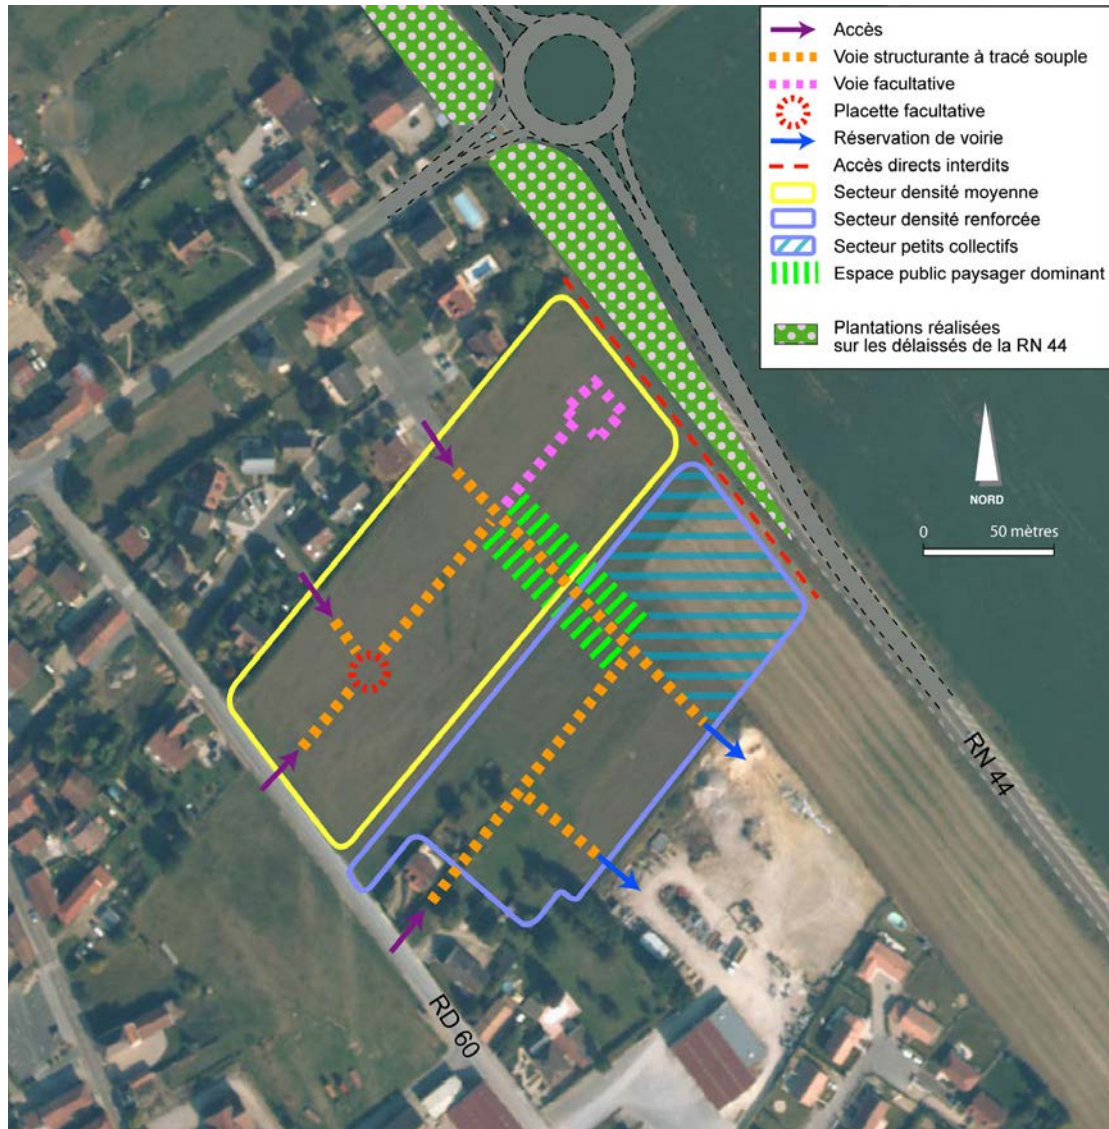 Accès
Voie structurante à tracé souple
Voie facultative
Placette facultative
Réservation de voirie
Accès directs interdits
Secteur densité moyenne
Secteur densité renforcée
Secteur petits collectifs
Espace public paysager dominant
Plantations réalisées
sur les délaissés de la RN 44
NORD
0 50 mètres
RN 44
RD 60